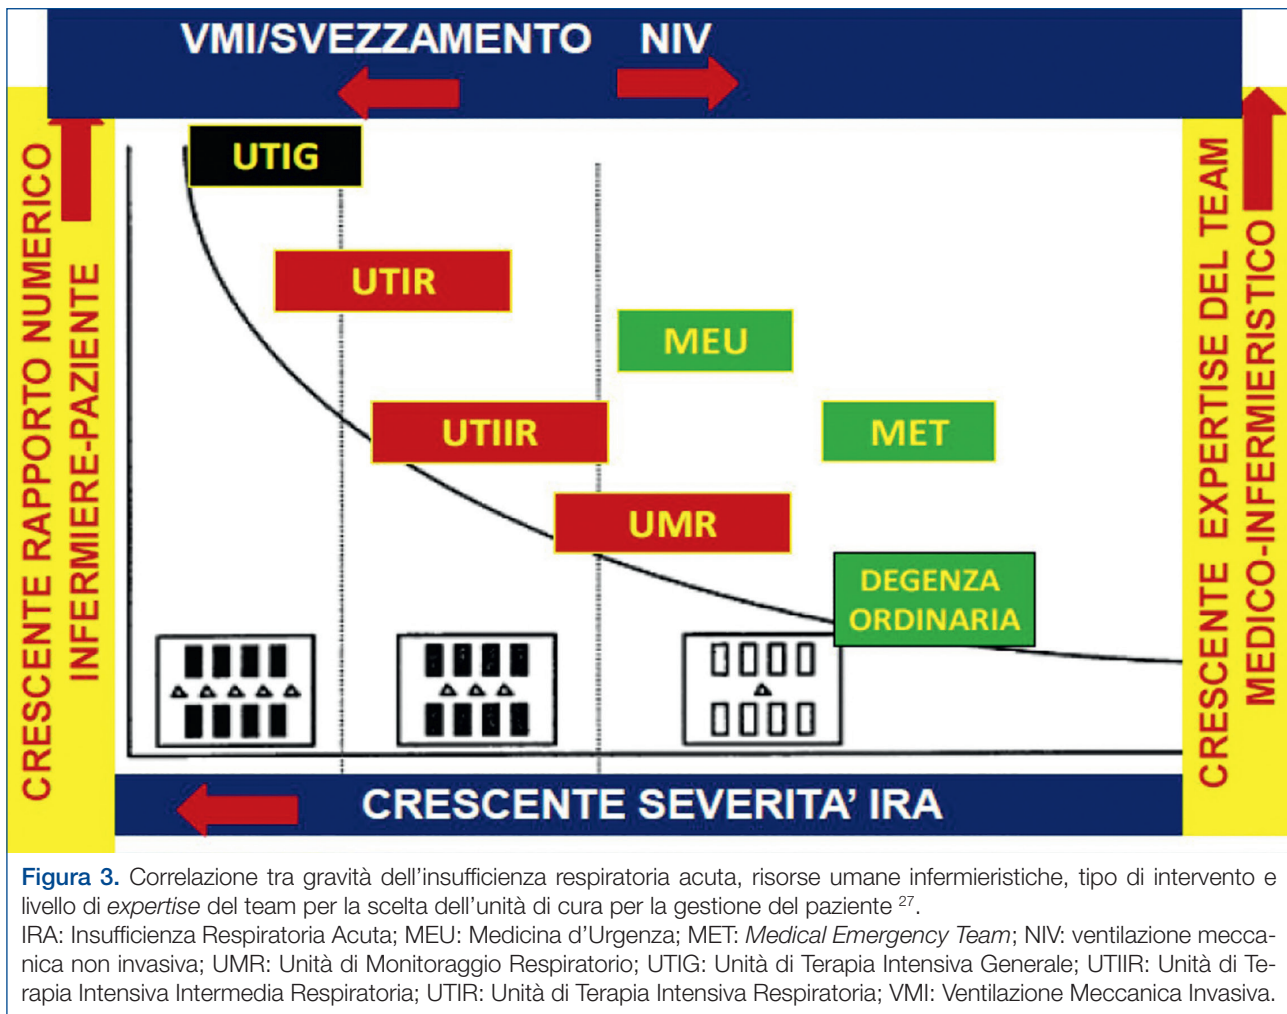 VMI/SVEZZAMENTO NIV
CRESCENTE RAPPORTO NUMERICO
INFERMIERE-PAZIENTE
UTIG
UTIR
MEU
UTIIR
MET
UMR
DEGENZA
ORDINARIA
CRESCENTE EXPERTISE DEL TEAM
MEDICO-INFERMIERISTICO
CRESCENTE SEVERITA' IRA
Figura 3. Correlazione tra gravità dell'insufficienza respiratoria acuta, risorse umane infermieristiche, tipo di intervento e
livello di expertise del team per la scelta dell'unità di cura per la gestione del paziente 27.
IRA: Insufficienza Respiratoria Acuta; MEU: Medicina d'Urgenza; MET: Medical Emergency Team; NIV: ventilazione mecca-
nica non invasiva; UMR: Unità di Monitoraggio Respiratorio; UTIG: Unità di Terapia Intensiva Generale; UTIIR: Unità di Te-
rapia Intensiva Intermedia Respiratoria; UTIR: Unità di Terapia Intensiva Respiratoria; VMI: Ventilazione Meccanica Invasiva.